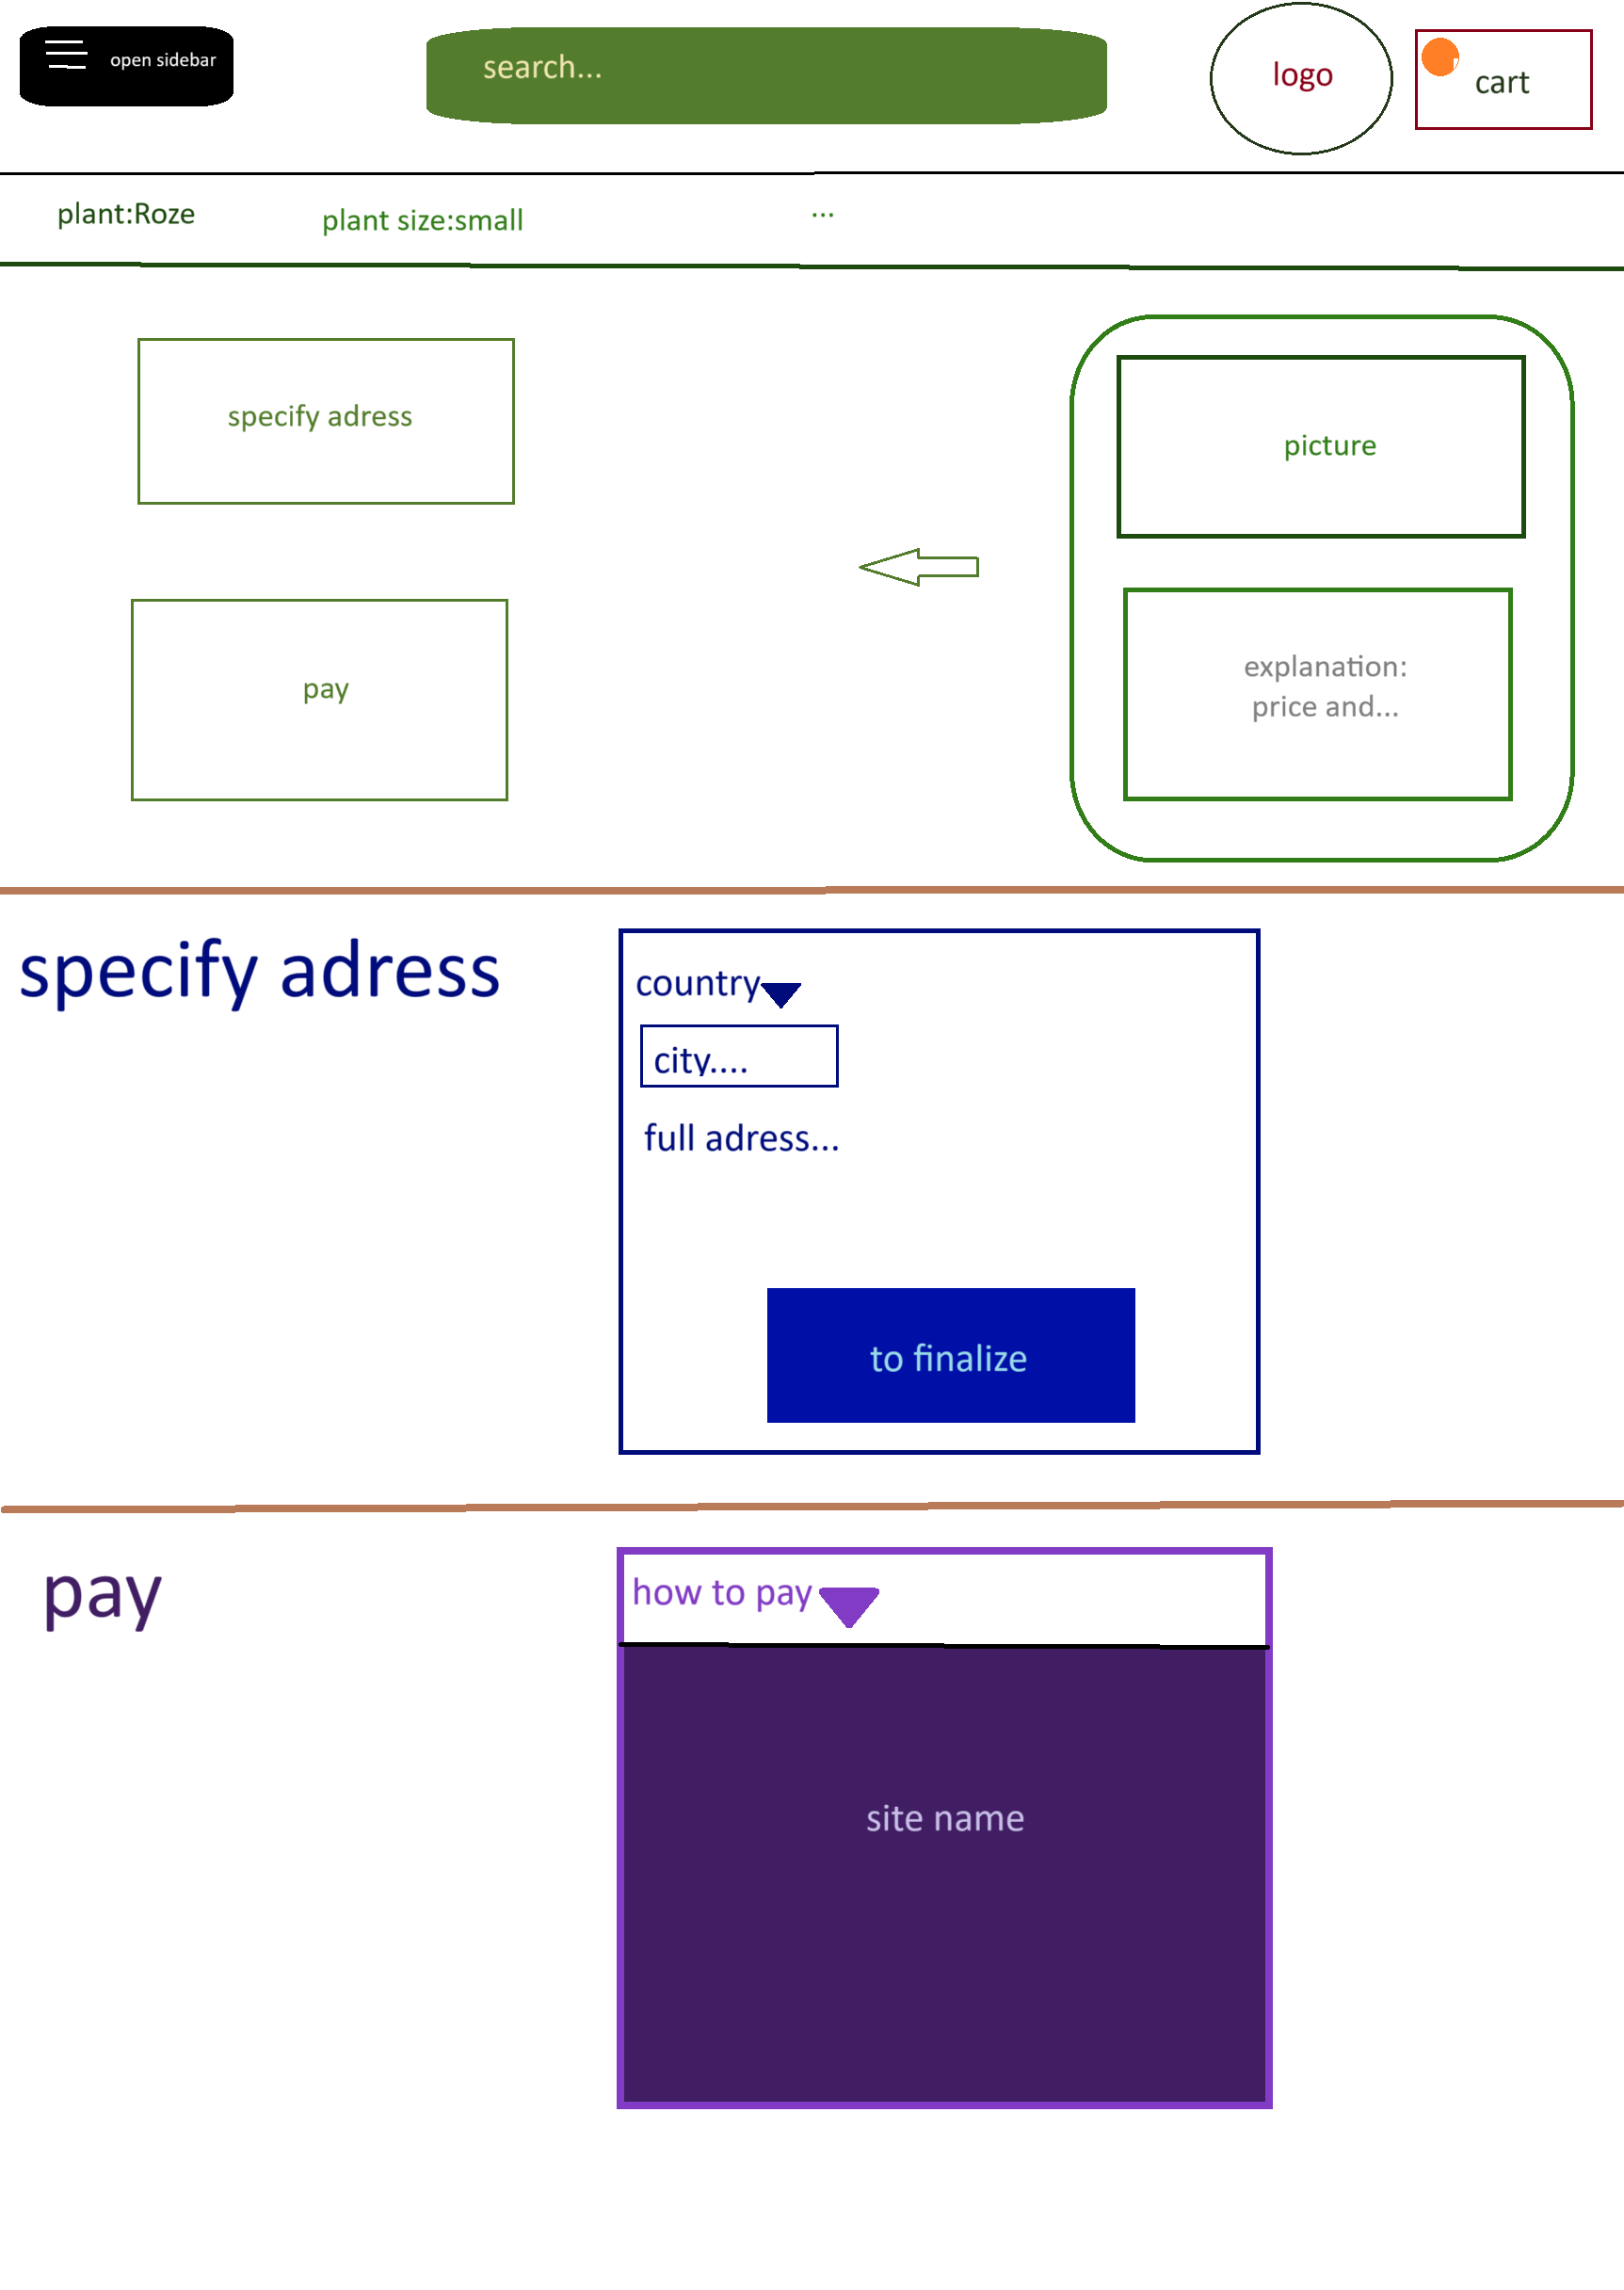 open sidebar
search...
logo
cart
plant:Roze
plant size:small
...
specify adress
picture
pay
explanation:
price and...
specify adress
country
city....
full adress...
to finalize
pay
how to pay
site name